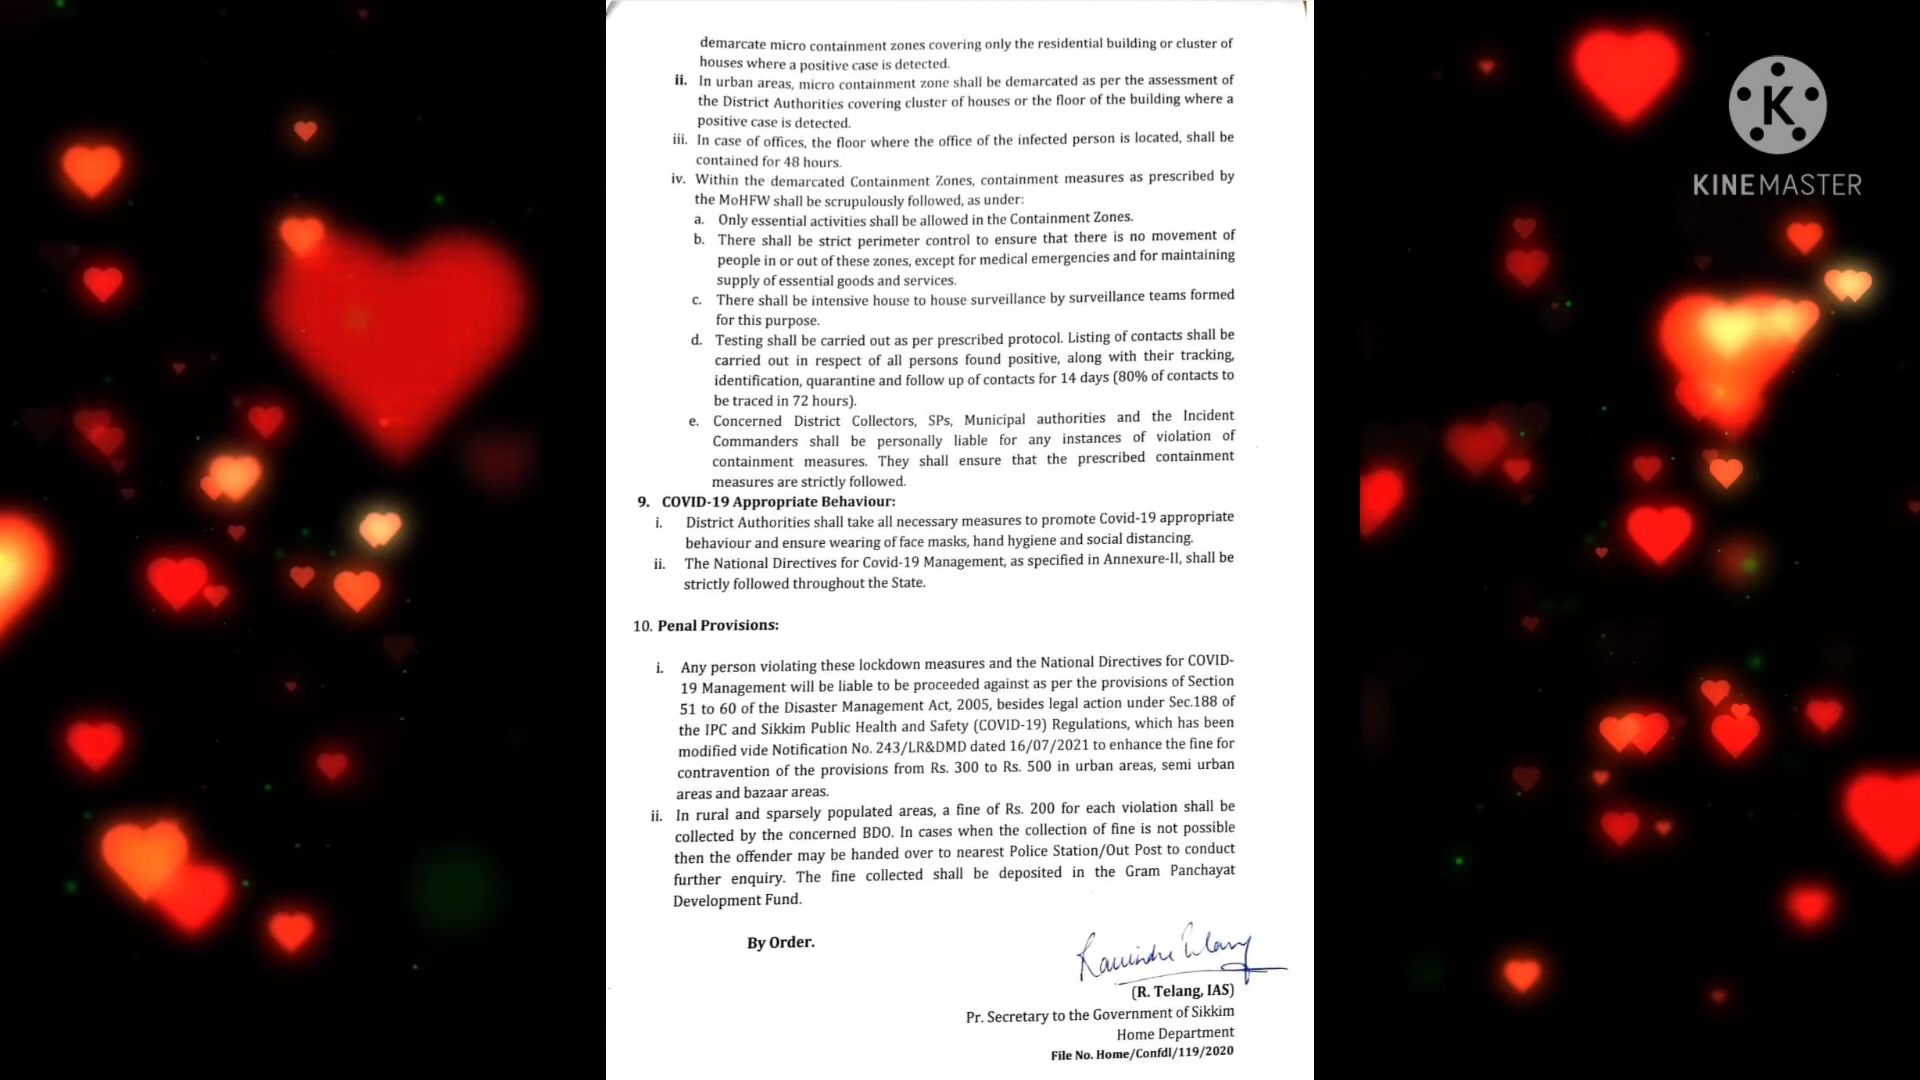 demarcate micro containment zones covering only the residential building or cluster of
houses where a positive case is detected.
ii. In urban areas, micro containment zone shall be demarcated as per the assessment of
the District Authorities covering cluster of houses or the floor of the building where a
positive case is detected.
iii. In case of offices, the floor where the office of the infected person is located, shall be
contained for 48 hours.
iv. Within the demarcated Containment Zones, containment measures as prescribed by
the MoHFW shall be scrupulously followed, as under:
a. Only essential activities shall be allowed in the Containment Zones.
b. There shall be strict perimeter control to ensure that there is no movement of
people in or out of these zones, except for medical emergencies and for maintaining
supply of essential goods and services.
c. There shall be intensive house to house surveillance by surveillance teams formed
for this purpose.
d. Testing shall be carried out as per prescribed protocol. Listing of contacts shall be
carried out in respect of all persons found positive, along with their tracking,
identification, quarantine and follow up of contacts for 14 days (80% of contacts to
be traced in 72 hours).
e. Concerned District Collectors, SPs, Municipal authorities and the Incident
Commanders shall be personally liable for any instances of violation of
containment measures. They shall ensure that the prescribed containment
measures are strictly followed.
9. COVID-19 Appropriate Behaviour:
i. District Authorities shall take all necessary measures to promote Covid-19 appropriate
behaviour and ensure wearing of face masks, hand hygiene and social distancing.
ii. The National Directives for Covid-19 Management, as specified in Annexure-II, shall be
strictly followed throughout the State.
10. Penal Provisions:
i. Any person violating these lockdown measures and the National Directives for COVID-
19 Management will be liable to be proceeded against as per the provisions of Section
51 to 60 of the Disaster Management Act, 2005, besides legal action under Sec.188 of
the IPC and Sikkim Public Health and Safety (COVID-19) Regulations, which has been
modified vide Notification No. 243/LR&DMD dated 16/07/2021 to enhance the fine for
contravention of the provisions from Rs. 300 to Rs. 500 in urban areas, semi urban
areas and bazaar areas.
ii. In rural and sparsely populated areas, a fine of Rs. 200 for each violation shall be
collected by the concerned BDO. In cases when the collection of fine is not possible
then the offender may be handed over to nearest Police Station/Out Post to conduct
further enquiry. The fine collected shall be deposited in the Gram Panchayat
Development Fund.
By Order.
Ravindra Telang
(R. Telang, IAS)
Pr. Secretary to the Government of Sikkim
Home Department
File No. Home/Confdl/119/2020
K
KINEMASTER